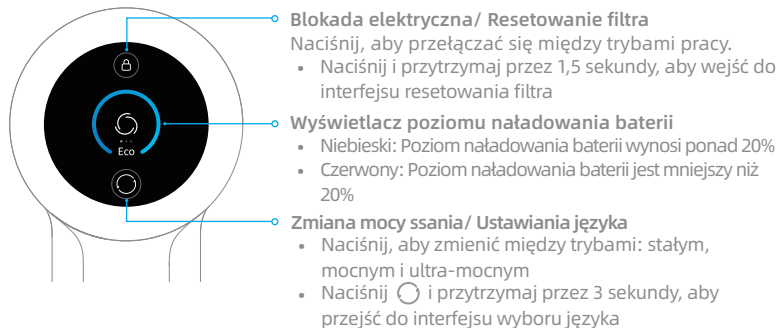 Blokada elektryczna/ Resetowanie filtra
Naciśnij, aby przełączać się między trybami pracy.
• Naciśnij i przytrzymaj przez 1,5 sekundy, aby wejść do
interfejsu resetowania filtra
Eco
Wyświetlacz poziomu naładowania baterii
• Niebieski: Poziom naładowania baterii wynosi ponad 20%
• Czerwony: Poziom naładowania baterii jest mniejszy niż
20%
Zmiana mocy ssania/ Ustawiania języka
• Naciśnij, aby zmienić między trybami: stałym,
mocnym i ultra-mocnym
• Naciśnij i przytrzymaj przez 3 sekundy, aby
przejść do interfejsu wyboru języka